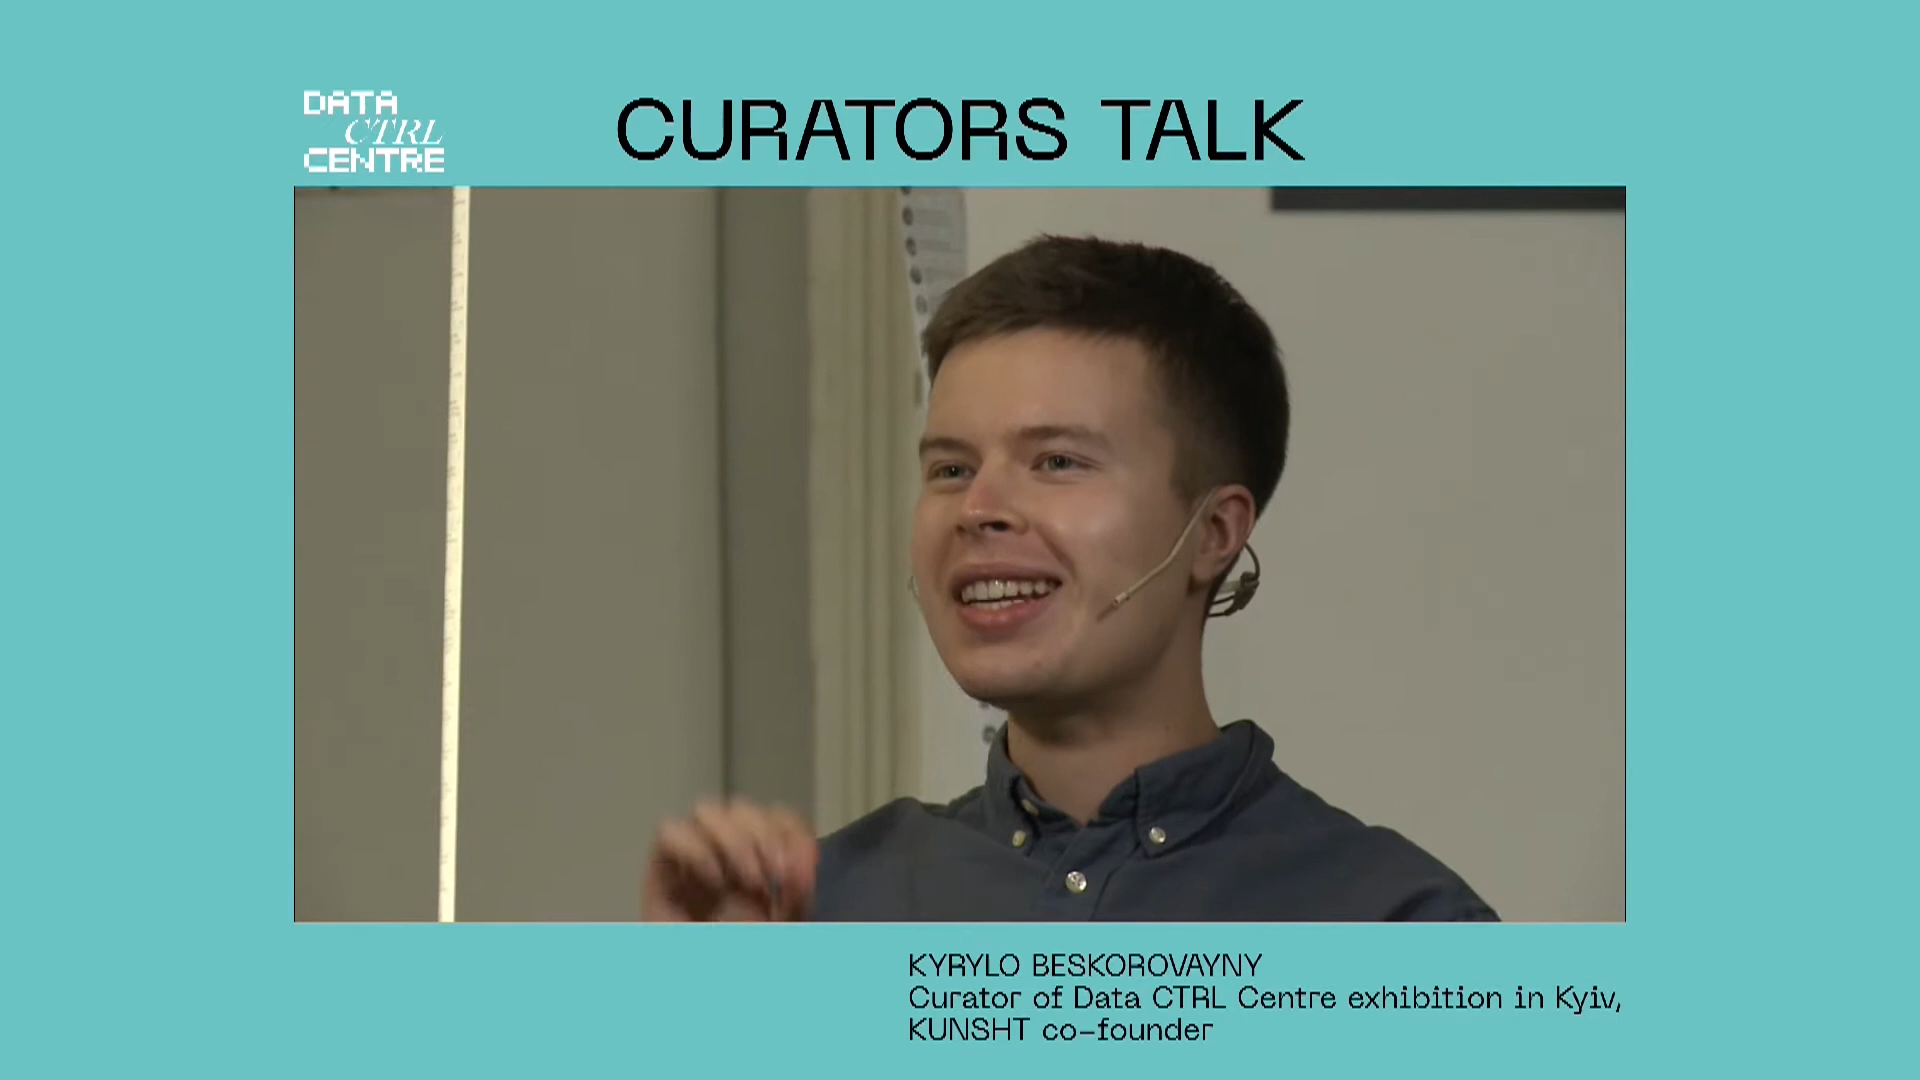 DATA
CTRL
CENTRE
CURATORS TALK
KYRYLO BESKOROVAYNY
Curator of Data CTRL Centre exhibition in Kyiv,
KUNSHT co-founder